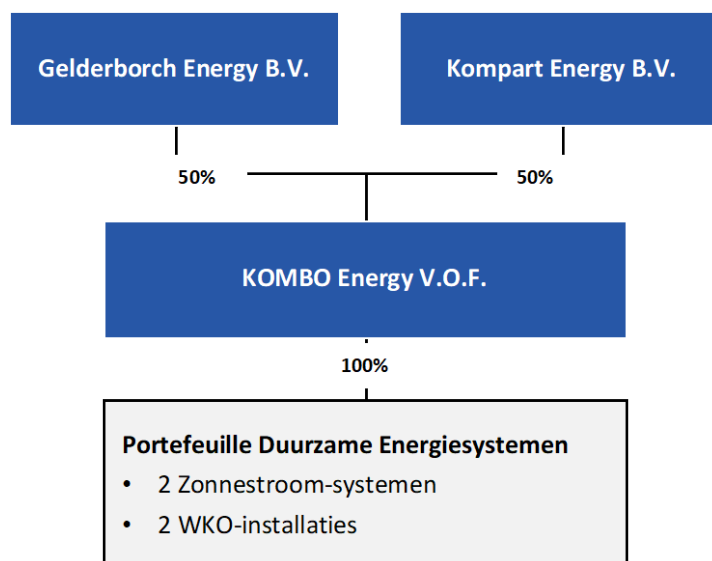 Gelderborch Energy B.V.
Kompart Energy B.V.
50%
50%
KOMBO Energy V.O.F.
100%
Portefeuille Duurzame Energiesystemen
• 2 Zonnestroom-systemen
• 2 WKO-installaties